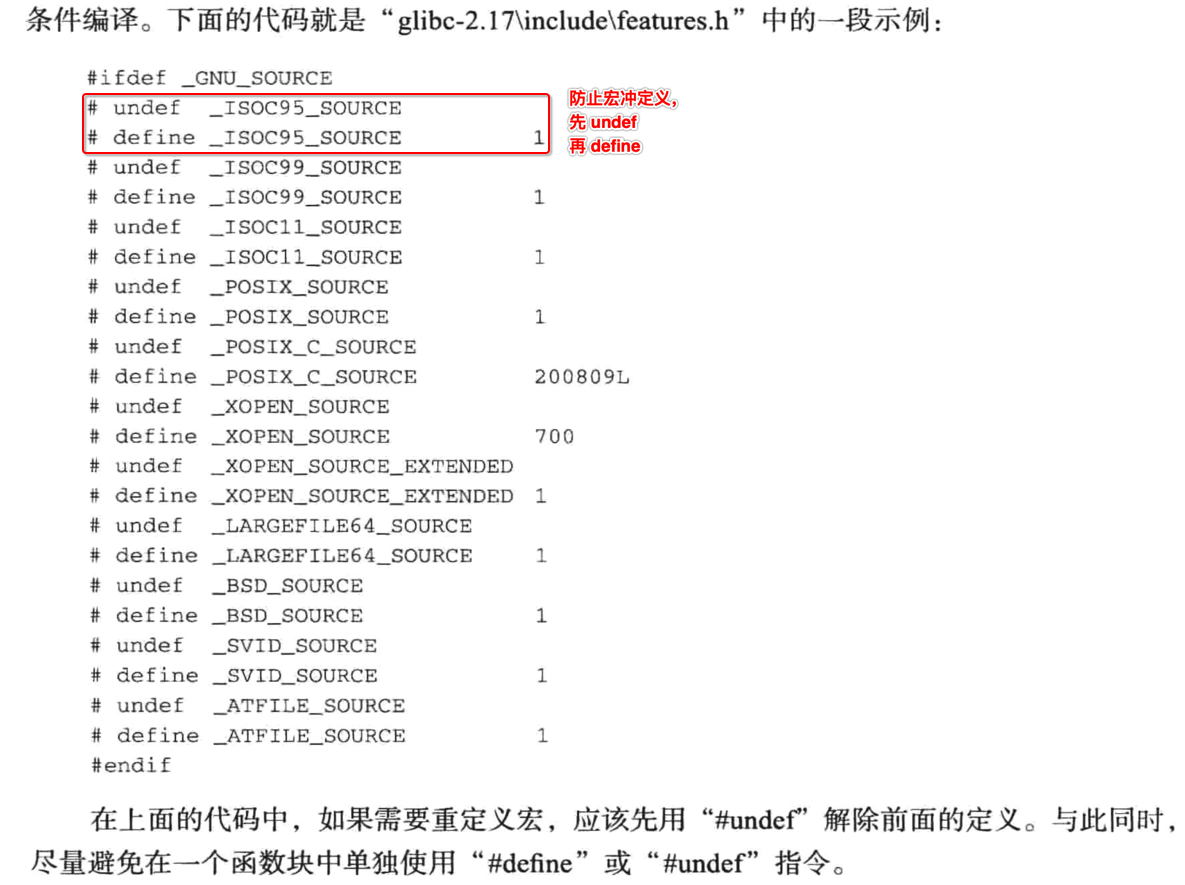 条件编译。下面的代码就是“glibc-2.17\include\features.h”中的一段示例：
#ifdef _GNU_SOURCE
# undef _ISOC95_SOURCE
# define _ISOC95_SOURCE 1
防止宏冲定义，
先 undef
再 define
# undef _ISOC99_SOURCE
# define _ISOC99_SOURCE 1
# undef _ISOC11_SOURCE
# define _ISOC11_SOURCE 1
# undef _POSIX_SOURCE
# define _POSIX_SOURCE 1
# undef _POSIX_C_SOURCE
# define _POSIX_C_SOURCE 200809L
# undef _XOPEN_SOURCE
# define _XOPEN_SOURCE 700
# undef _XOPEN_SOURCE_EXTENDED
# define _XOPEN_SOURCE_EXTENDED 1
# undef _LARGEFILE64_SOURCE
# define _LARGEFILE64_SOURCE 1
# undef _BSD_SOURCE
# define _BSD_SOURCE 1
# undef _SVID_SOURCE
# define _SVID_SOURCE 1
# undef _ATFILE_SOURCE
# define _ATFILE_SOURCE 1
#endif
在上面的代码中，如果需要重定义宏，应该先用“#undef”解除前面的定义。与此同时，
尽量避免在一个函数块中单独使用“#define”或“#undef”指令。